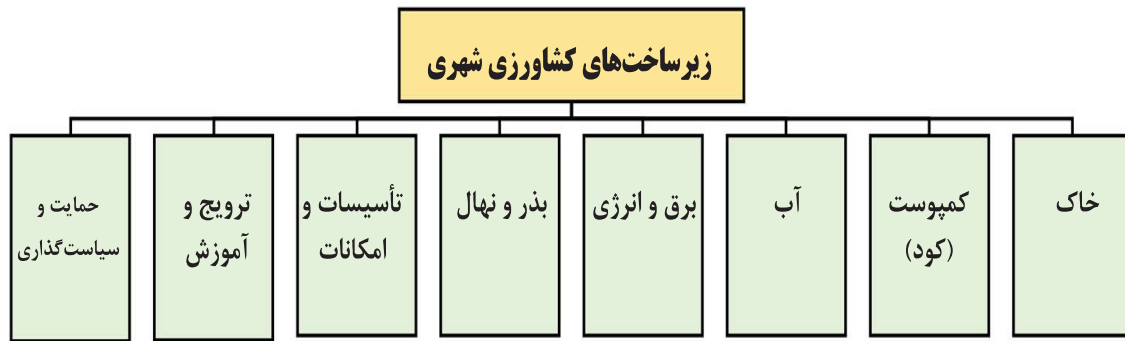 زیرساخت‌های کشاورزی شهری
خاک
کمپوست
(کود)
آب
برق و انرژی
بذر و نهال
تأسیسات و
امکانات
ترویج و
آموزش
حمایت و
سیاست‌گذاری